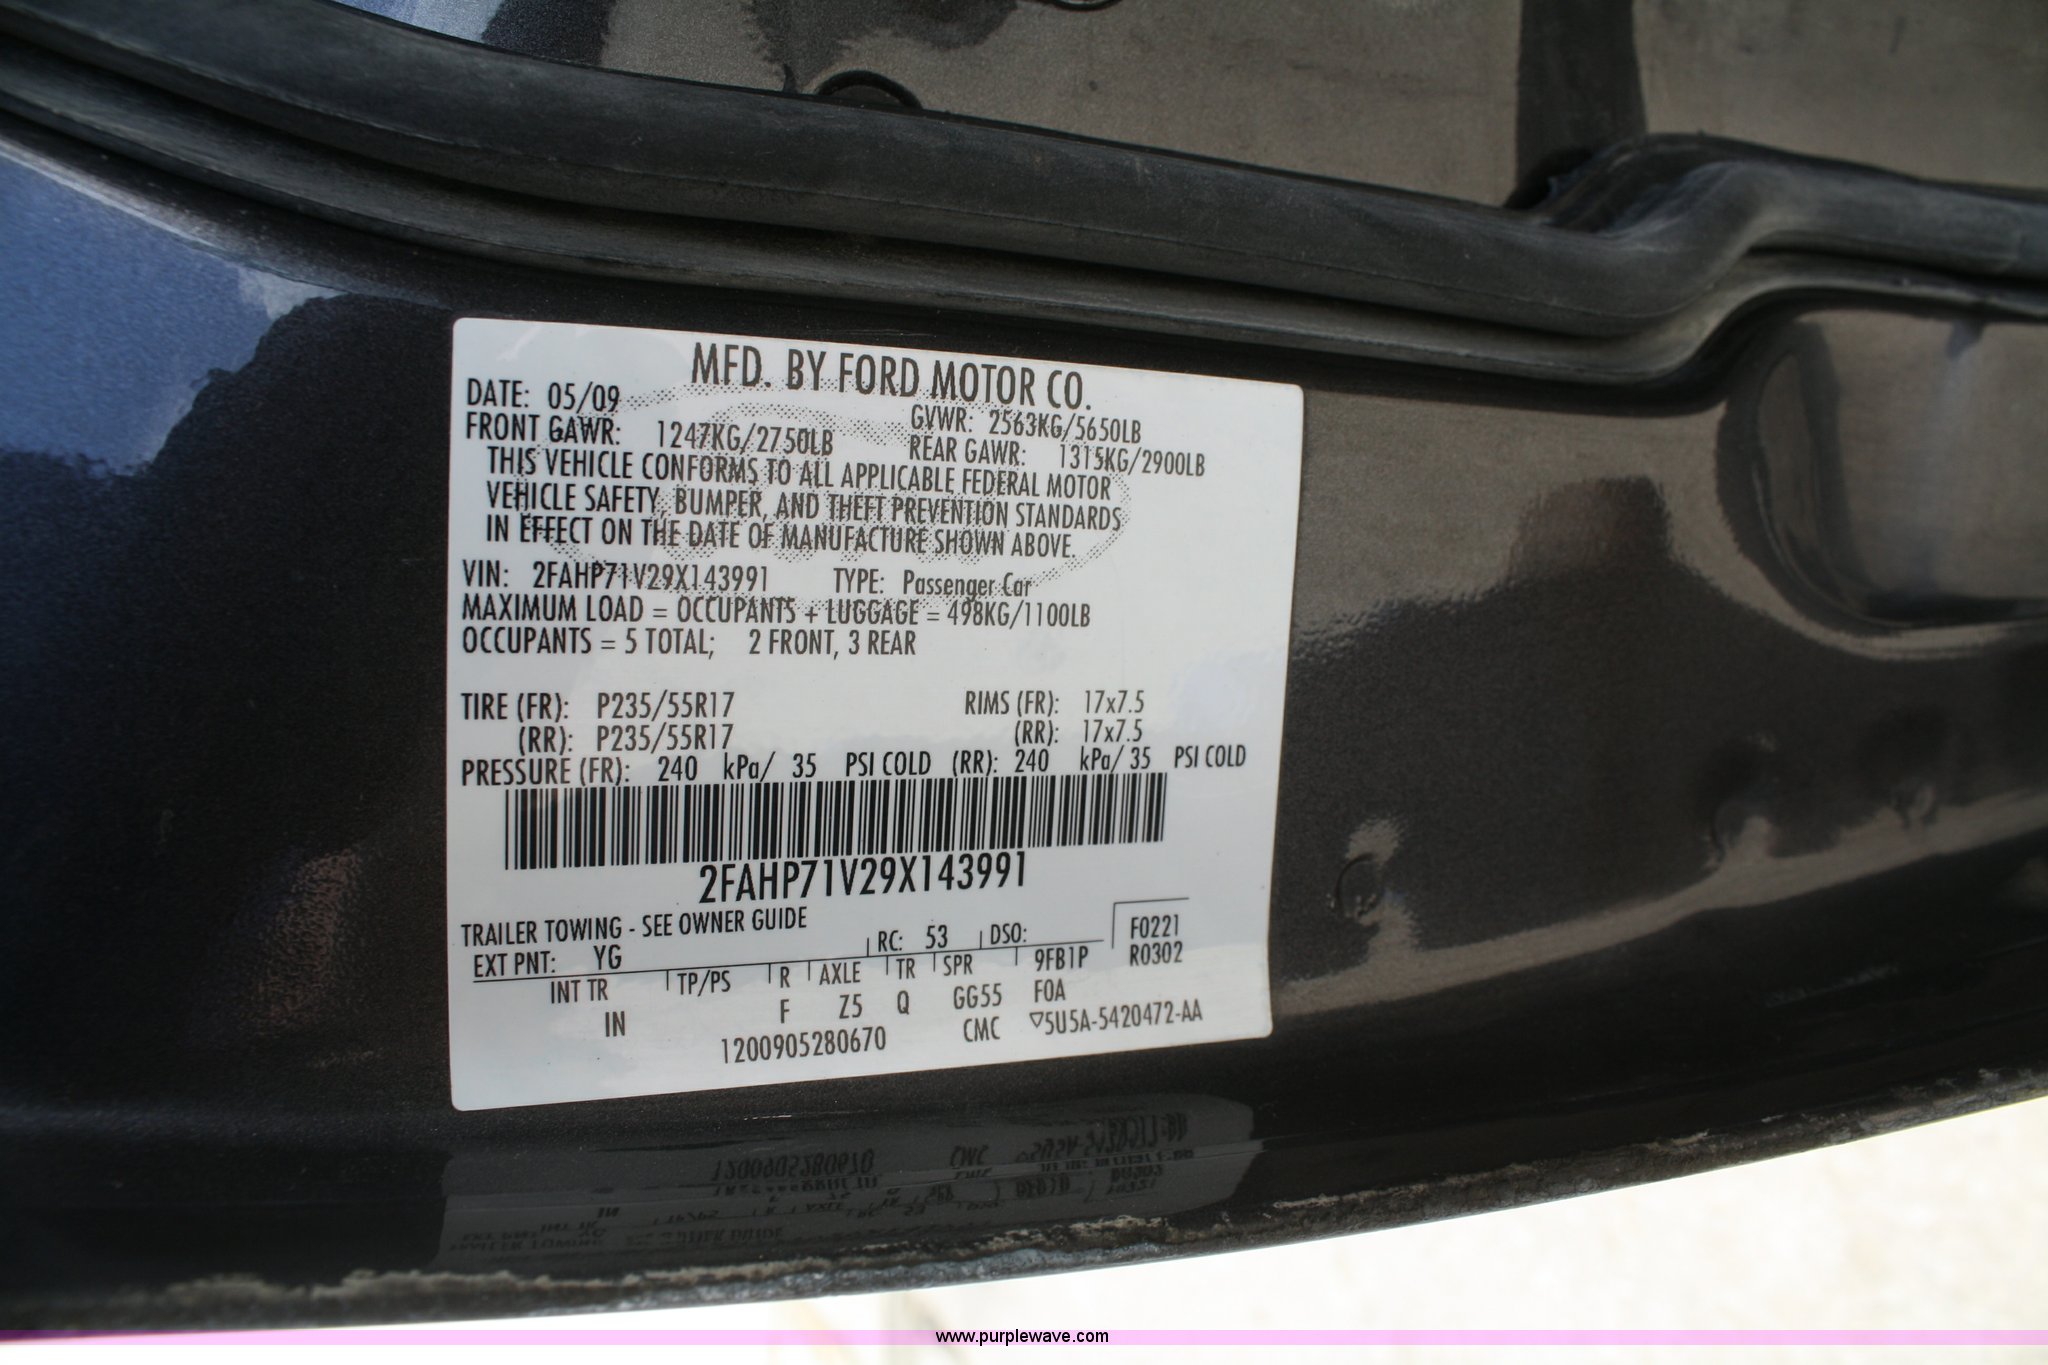 MFD. BY FORD MOTOR CO.
DATE: 05/09 GVWR: 2563KG/5650LB
FRONT GAWR: 1247KG/2750LB REAR GAWR: 1315KG/2900LB
THIS VEHICLE CONFORMS TO ALL APPLICABLE FEDERAL MOTOR
VEHICLE SAFETY, BUMPER, AND THEFT PREVENTION STANDARDS
IN EFFECT ON THE DATE OF MANUFACTURE SHOWN ABOVE.
VIN: 2FAHP71V29X143991 TYPE: Passenger Car
MAXIMUM LOAD = OCCUPANTS + LUGGAGE = 498KG/1100LB
OCCUPANTS = 5 TOTAL; 2 FRONT, 3 REAR
TIRE (FR): P235/55R17 RIMS (FR): 17x7.5
(RR): P235/55R17 (RR): 17x7.5
PRESSURE (FR): 240 kPa/ 35 PSI COLD (RR): 240 kPa/ 35 PSI COLD
2FAHP71V29X143991
TRAILER TOWING - SEE OWNER GUIDE
RC: 53 DSO: F0221
EXT PNT: YG 9FB1P R0302
INT TR TP/PS R AXLE TR SPR F0A
IN F Z5 Q GG55
1200905280670 CMC ▽5U5A-5420472-AA
www.purplewave.com